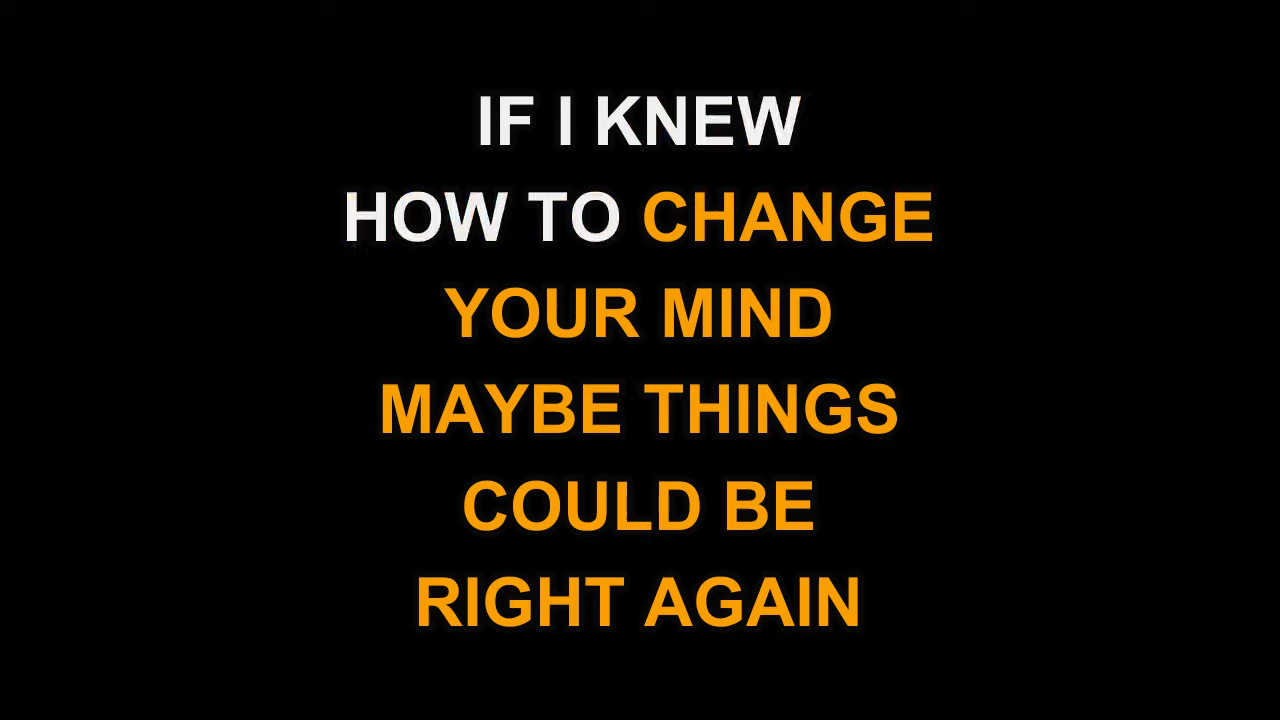 IF I KNEW
HOW TO CHANGE
YOUR MIND
MAYBE THINGS
COULD BE
RIGHT AGAIN